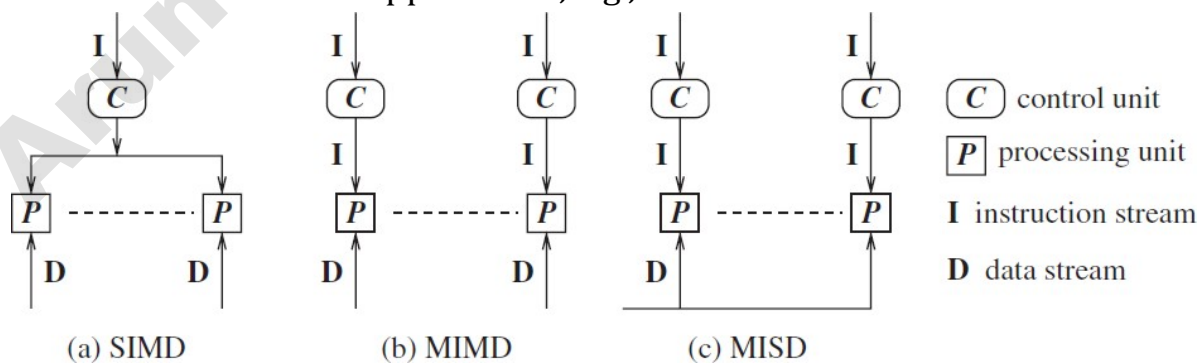 I I I I I
C C C C C C control unit
I I I I
P processing unit
P P P P P P
I instruction stream
D D D D D
D data stream
(a) SIMD (b) MIMD (c) MISD